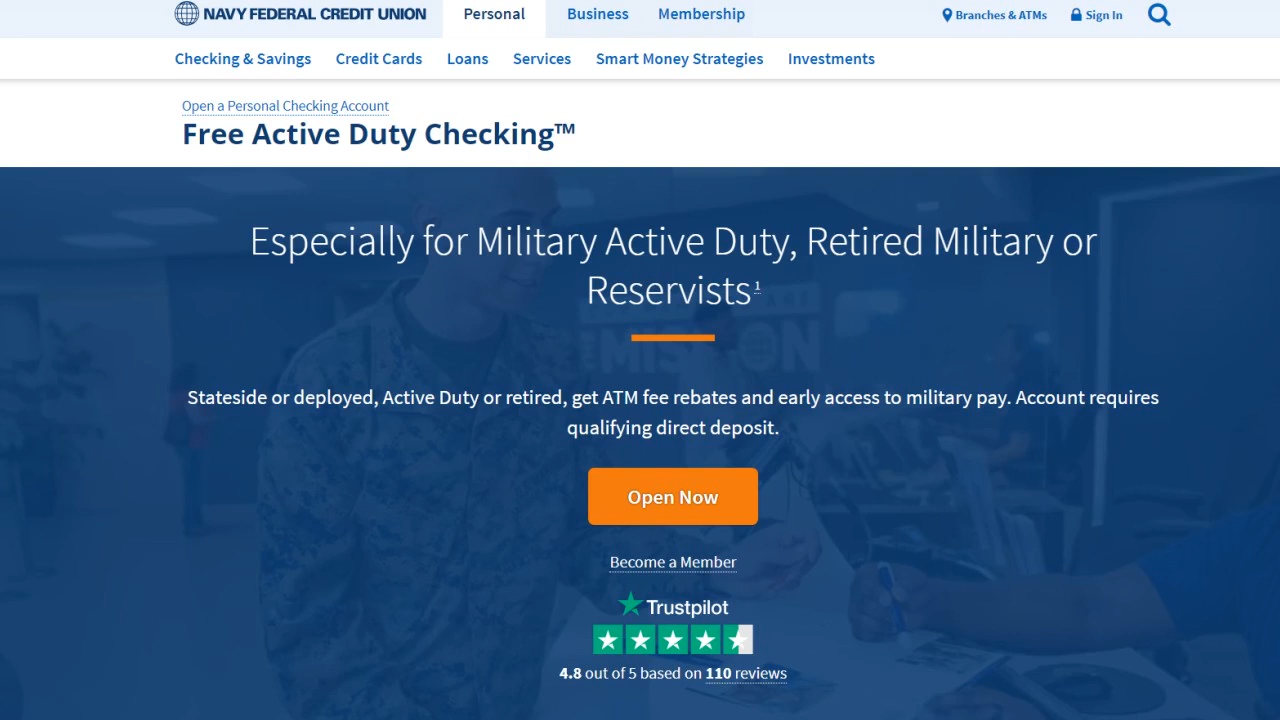 NAVY FEDERAL CREDIT UNION
Personal
Business
Membership
Branches & ATMs
Sign In
Checking & Savings
Credit Cards
Loans
Services
Smart Money Strategies
Investments
Open a Personal Checking Account
Free Active Duty Checking™
Especially for Military Active Duty, Retired Military or
Reservists 1
MISSION
Stateside or deployed, Active Duty or retired, get ATM fee rebates and early access to military pay. Account requires
qualifying direct deposit.
Open Now
Become a Member
Trustpilot
4.8 out of 5 based on 110 reviews